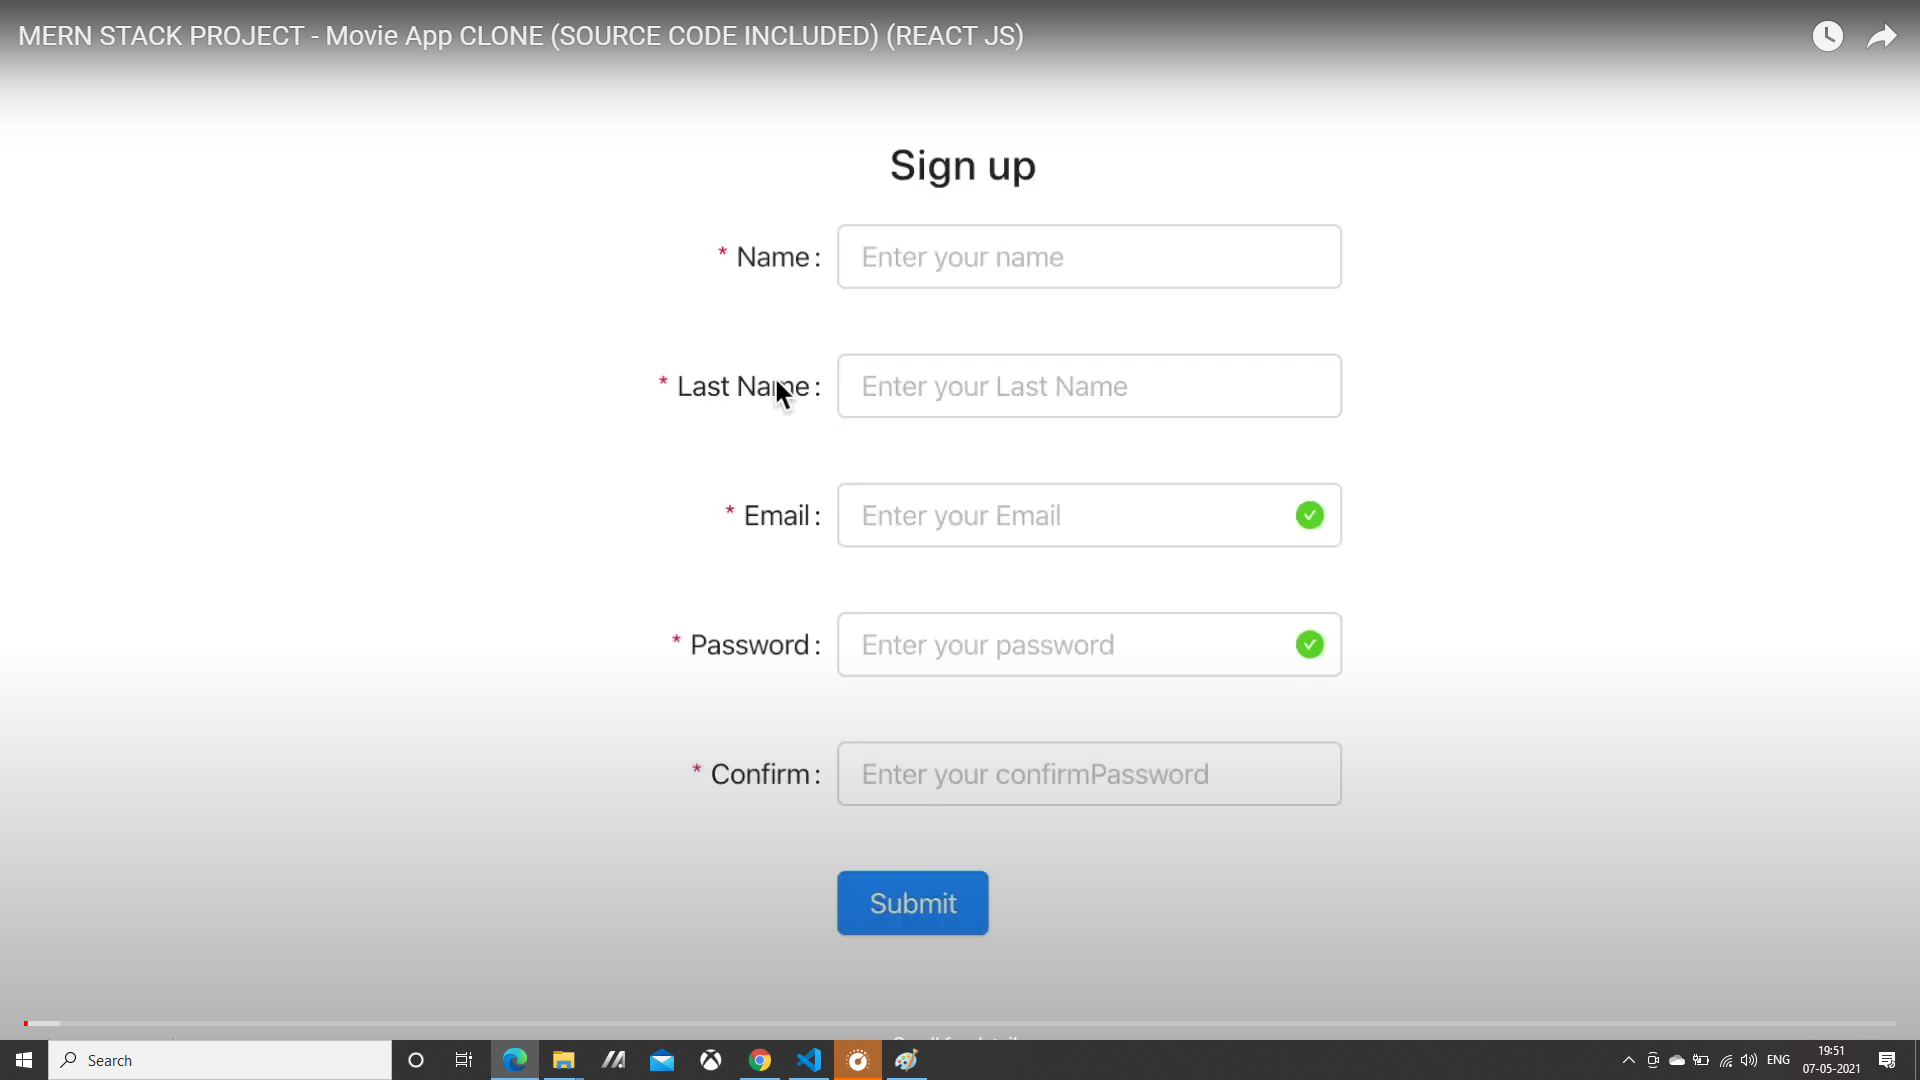 MERN STACK PROJECT - Movie App CLONE (SOURCE CODE INCLUDED) (REACT JS)
Sign up
* Name :
Enter your name
* Last Name :
Enter your Last Name
* Email :
Enter your Email
* Password :
Enter your password
* Confirm :
Enter your confirmPassword
Submit
Search
ENG
19:51
07-05-2021